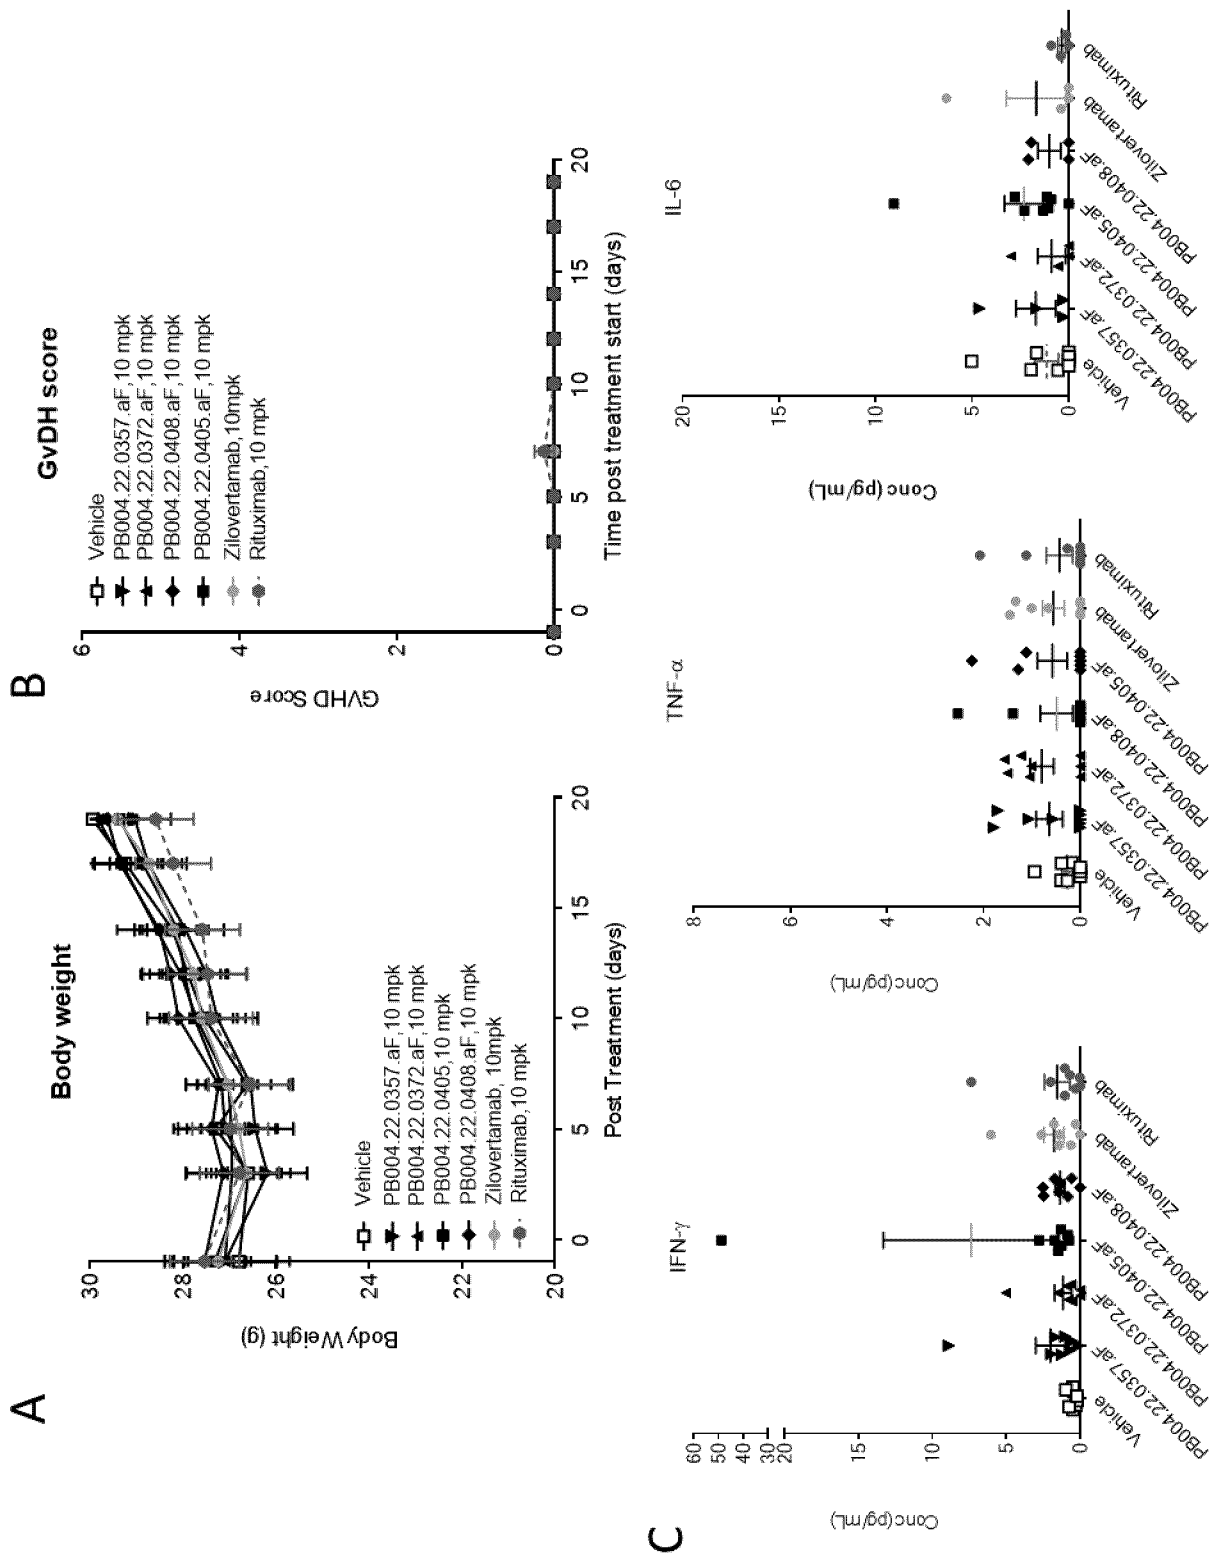 A
Body weight
Body Weight (g)
30
28
26
24
22
20
0
5
10
15
20
Post Treatment (days)
Vehicle
PB004.22.0357.aF,10 mpk
PB004.22.0372.aF,10 mpk
PB004.22.0405,10 mpk
PB004.22.0408.aF,10 mpk
Zilovertamab, 10mpk
Rituximab,10 mpk
B
GvDH score
GVHD Score
6
4
2
0
0
5
10
15
20
Time post treatment start (days)
Vehicle
PB004.22.0357.aF,10 mpk
PB004.22.0372.aF,10 mpk
PB004.22.0408.aF,10 mpk
PB004.22.0405.aF,10 mpk
Zilovertamab,10mpk
Rituximab,10 mpk
C
IFN-γ
Conc(pg/mL)
60
50
40
30
20
15
10
5
0
Vehicle
PB004.22.0357.aF
PB004.22.0372.aF
PB004.22.0405.aF
PB004.22.0408.aF
Zilovertamab
Rituximab
TNF-α
Conc(pg/mL)
8
6
4
2
0
Vehicle
PB004.22.0357.aF
PB004.22.0372.aF
PB004.22.0408.aF
PB004.22.0405.aF
Zilovertamab
Rituximab
IL-6
Conc(pg/mL)
20
15
10
5
0
Vehicle
PB004.22.0357.aF
PB004.22.0372.aF
PB004.22.0405.aF
PB004.22.0408.aF
Zilovertamab
Rituximab